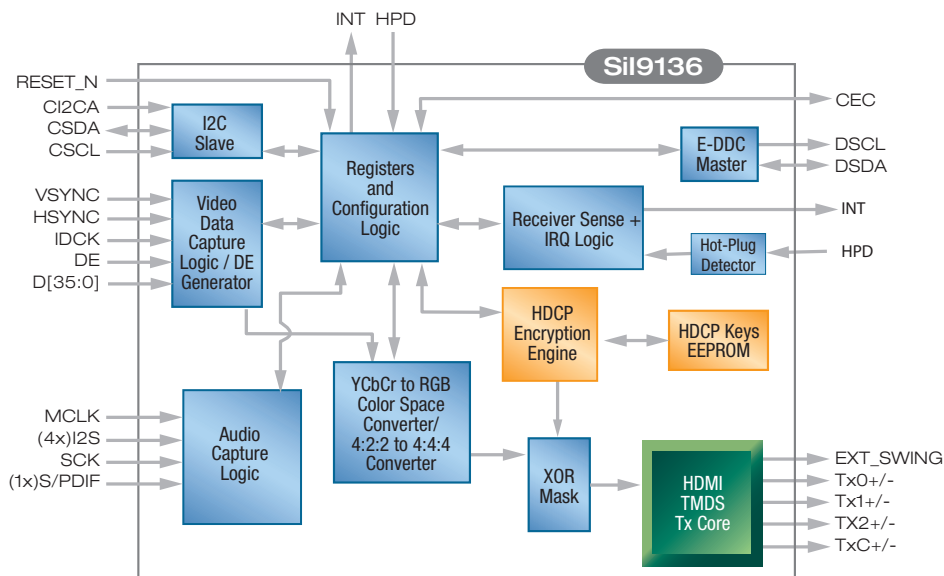 INT HPD
SiI9136
RESET_N
CI2CA
CSDA
CSCL
I2C
Slave
Registers
and
Configuration
Logic
CEC
E-DDC
Master
DSCL
DSDA
VSYNC
HSYNC
IDCK
DE
D[35:0]
Video
Data
Capture
Logic / DE
Generator
Receiver Sense +
IRQ Logic
INT
Hot-Plug
Detector
HPD
HDCP
Encryption
Engine
HDCP Keys
EEPROM
MCLK
(4x)I2S
SCK
(1x)S/PDIF
Audio
Capture
Logic
YCbCr to RGB
Color Space
Converter/
4:2:2 to 4:4:4
Converter
XOR
Mask
HDMI
TMDS
Tx Core
EXT_SWING
Tx0+/-
Tx1+/-
TX2+/-
TxC+/-